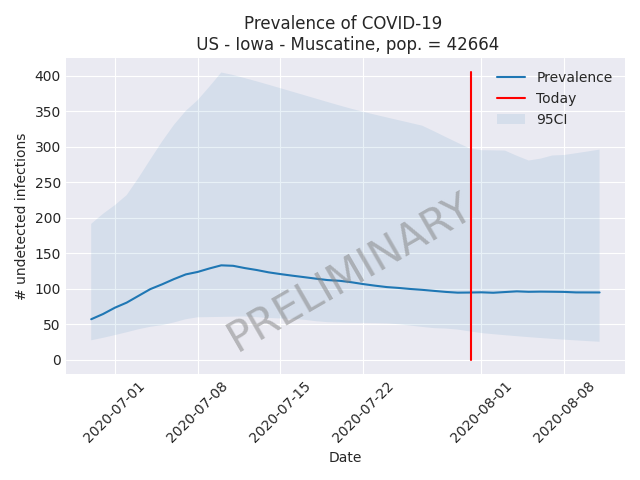 Prevalence of COVID-19
US - Iowa - Muscatine, pop. = 42664
400
350
300
250
200
150
100
50
0
# undetected infections
Prevalence
Today
95CI
PRELIMINARY
2020-07-01
2020-07-08
2020-07-15
2020-07-22
2020-08-01
2020-08-08
Date